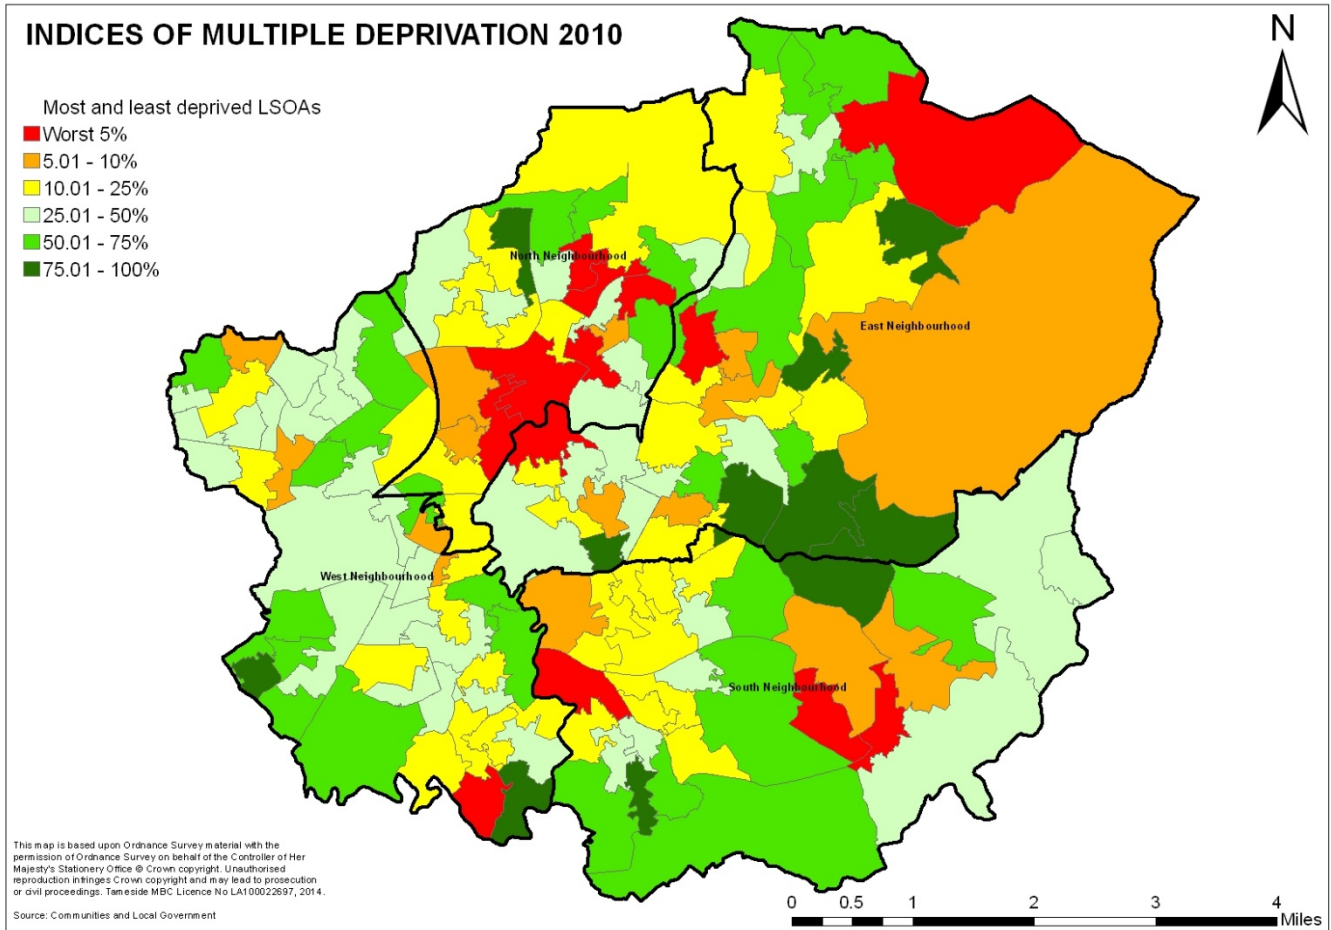 INDICES OF MULTIPLE DEPRIVATION 2010
N
Most and least deprived LSOAs
Worst 5%
5.01 - 10%
10.01 - 25%
25.01 - 50%
50.01 - 75%
75.01 - 100%
North Neighbourhood
East Neighbourhood
West Neighbourhood
South Neighbourhood
This map is based upon Ordnance Survey material with the
permission of Ordnance Survey on behalf of the Controller of Her
Majesty's Stationery Office © Crown copyright. Unauthorised
reproduction infringes Crown copyright and may lead to prosecution
or civil proceedings. Tameside MBC Licence No LA100022697, 2014.
Source: Communities and Local Government
0 0.5 1 2 3 4
Miles